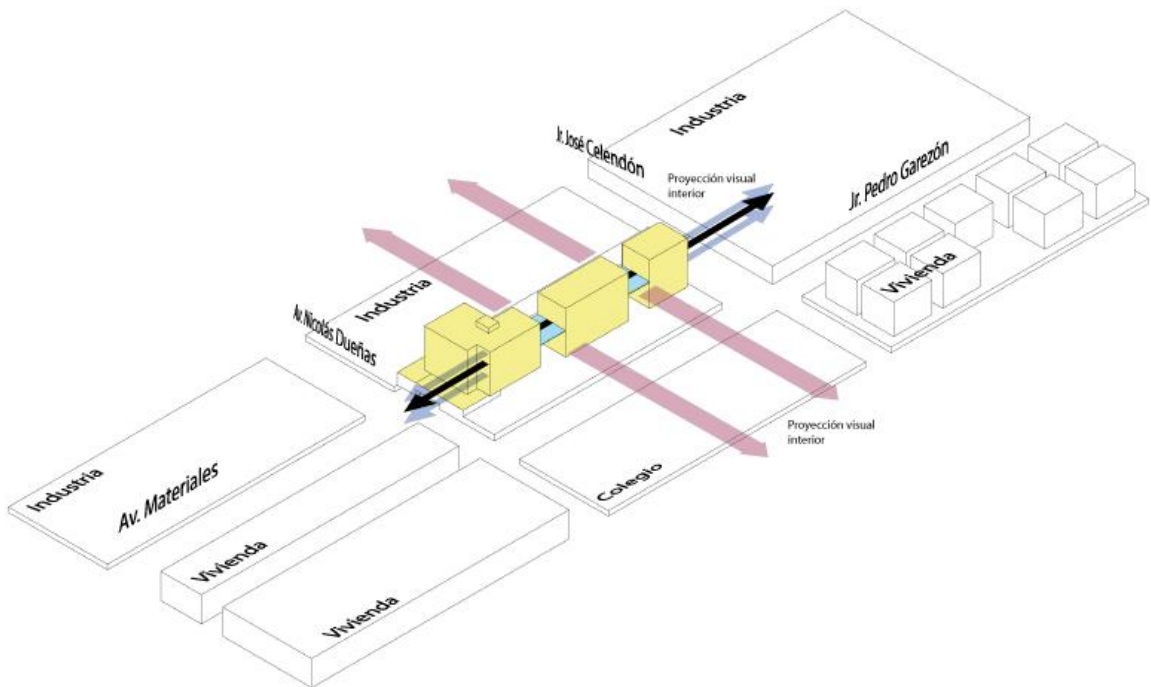 Industria
Jr. José Celendón
Proyección visual
interior
Jr. Pedro Garezón
Vivienda
Industria
Av. Nicolás Dueñas
Proyección visual
interior
Colegio
Industria
Av. Materiales
Vivienda
Vivienda